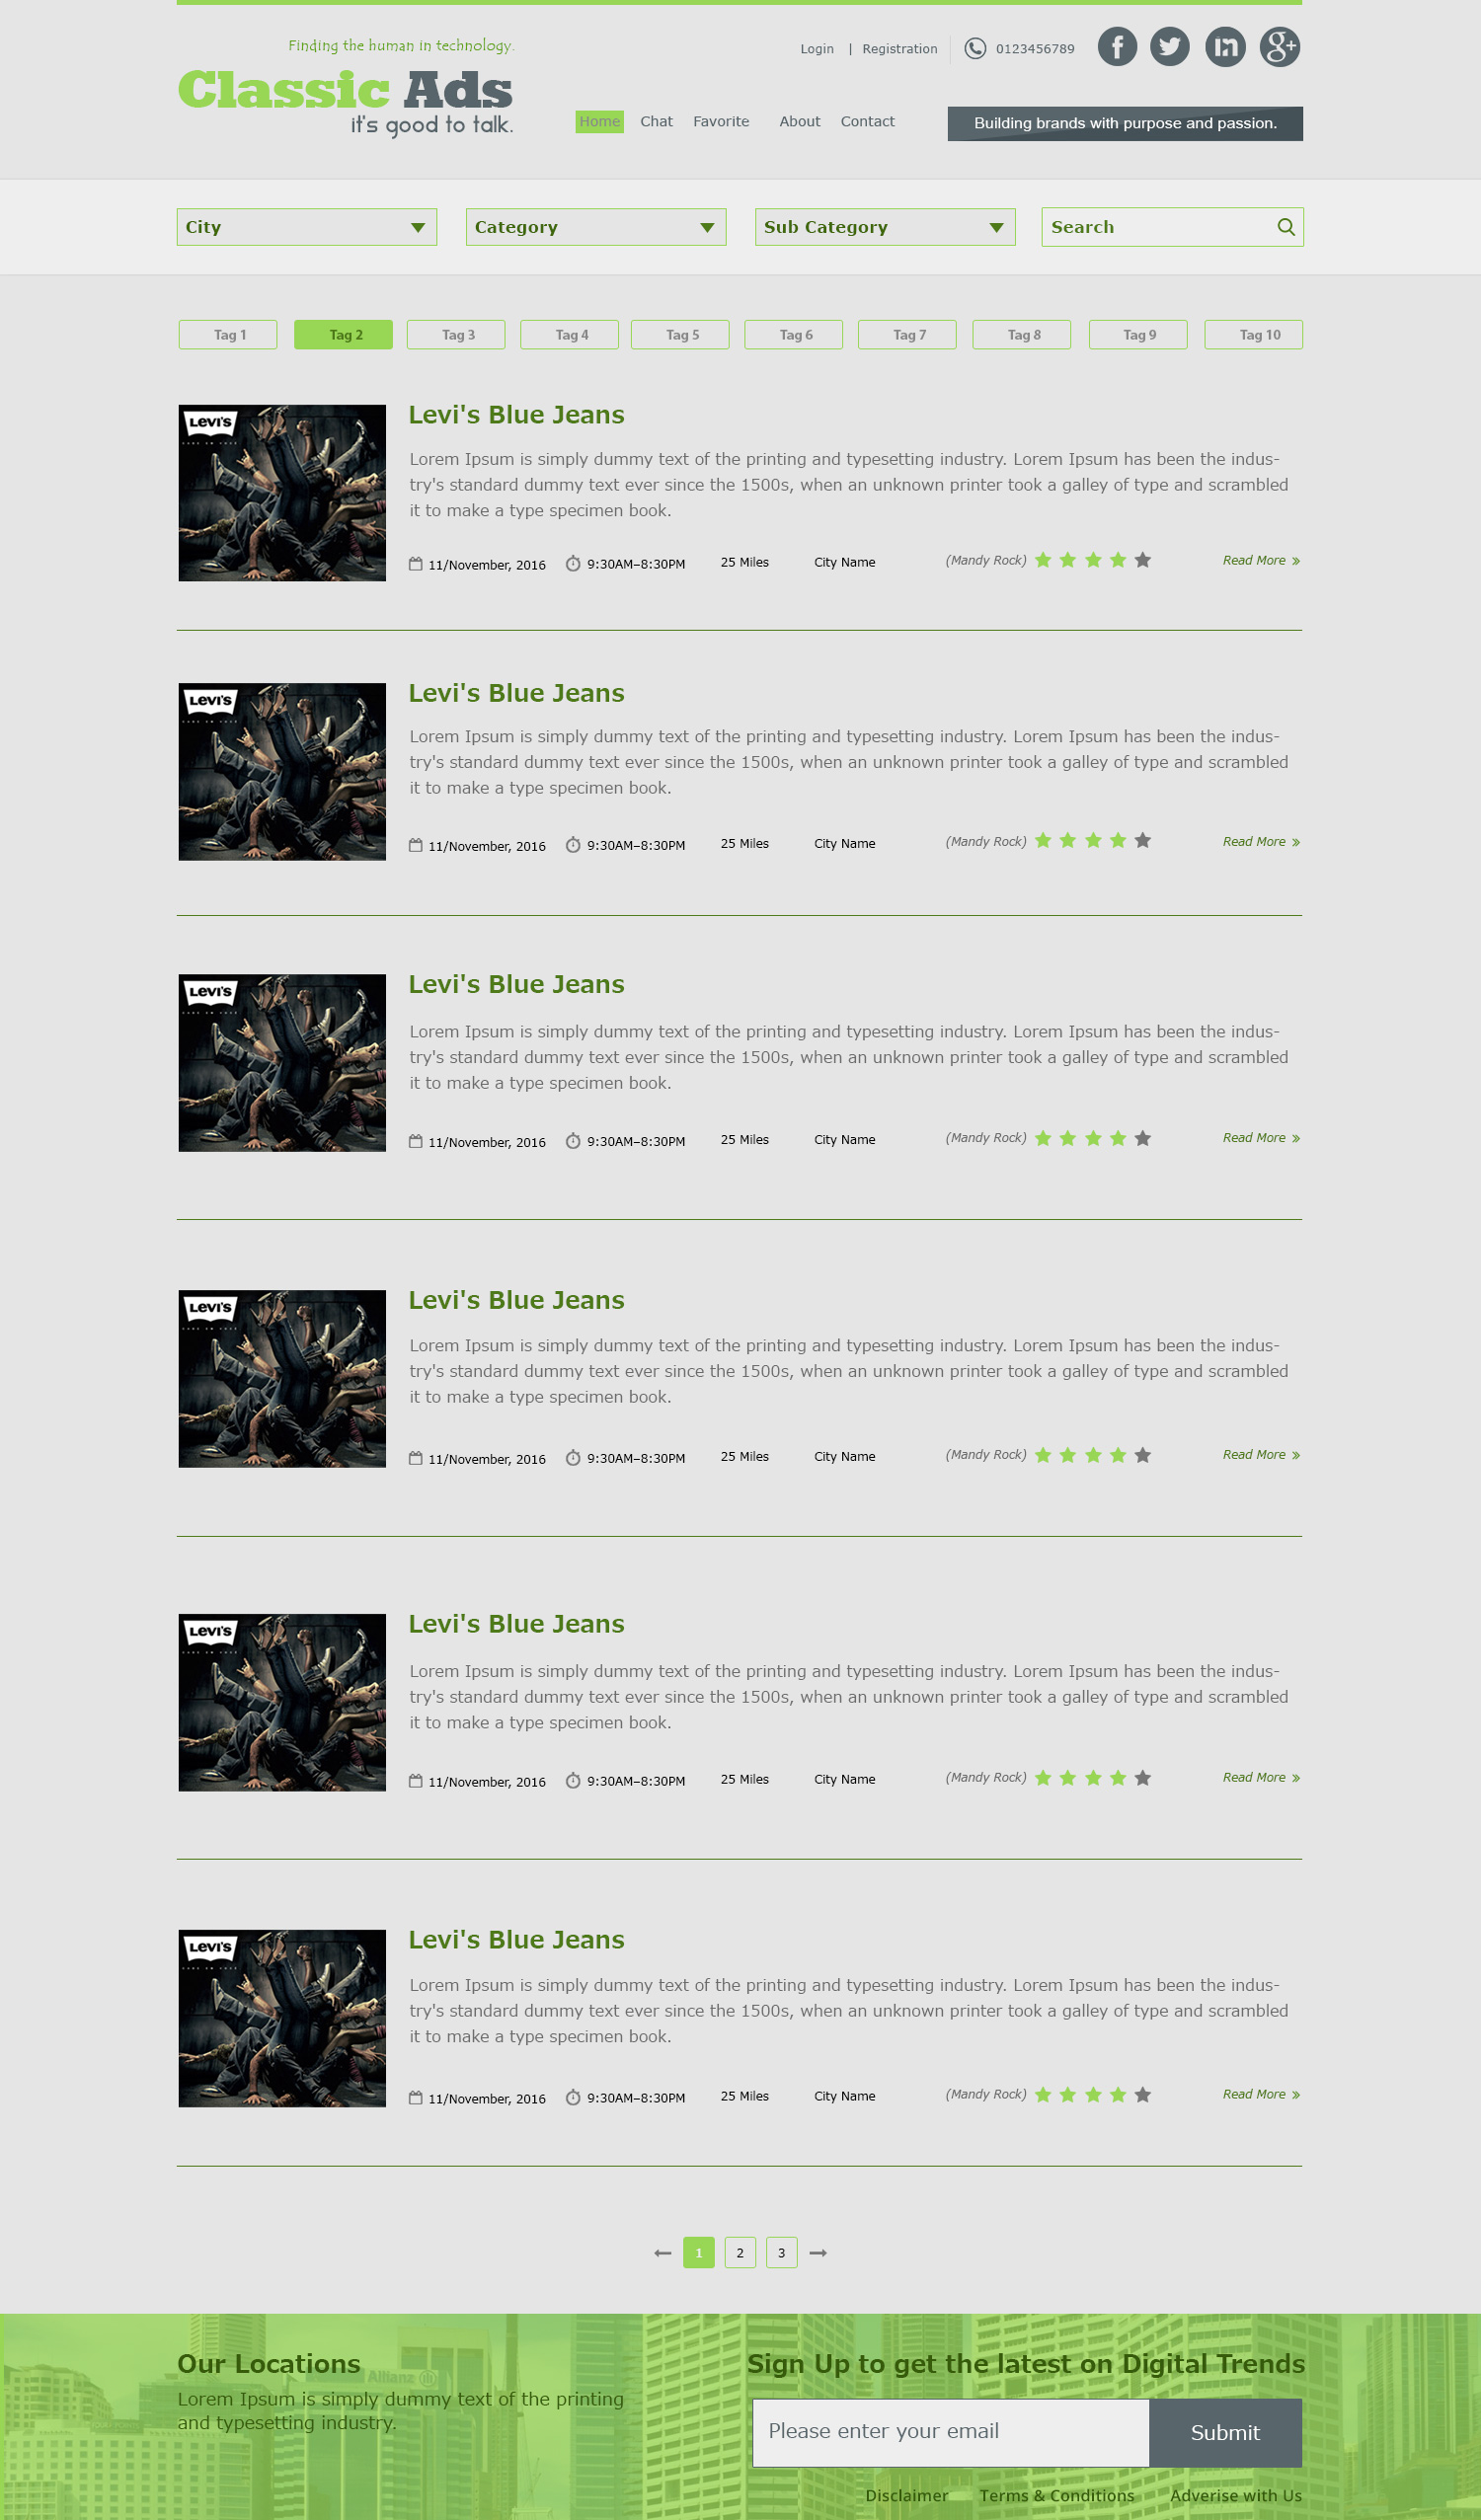 Finding the human in technology.
Classic Ads
it's good to talk.
Login | Registration 0123456789
Home Chat Favorite About Contact
Building brands with purpose and passion.
City Category Sub Category Search
Tag 1 Tag 2 Tag 3 Tag 4 Tag 5 Tag 6 Tag 7 Tag 8 Tag 9 Tag 10
Levi's
Levi's Blue Jeans
Lorem Ipsum is simply dummy text of the printing and typesetting industry. Lorem Ipsum has been the indus-
try's standard dummy text ever since the 1500s, when an unknown printer took a galley of type and scrambled
it to make a type specimen book.
11/November, 2016 9:30AM–8:30PM 25 Miles City Name (Mandy Rock) Read More »
Levi's
Levi's Blue Jeans
Lorem Ipsum is simply dummy text of the printing and typesetting industry. Lorem Ipsum has been the indus-
try's standard dummy text ever since the 1500s, when an unknown printer took a galley of type and scrambled
it to make a type specimen book.
11/November, 2016 9:30AM–8:30PM 25 Miles City Name (Mandy Rock) Read More »
Levi's
Levi's Blue Jeans
Lorem Ipsum is simply dummy text of the printing and typesetting industry. Lorem Ipsum has been the indus-
try's standard dummy text ever since the 1500s, when an unknown printer took a galley of type and scrambled
it to make a type specimen book.
11/November, 2016 9:30AM–8:30PM 25 Miles City Name (Mandy Rock) Read More »
Levi's
Levi's Blue Jeans
Lorem Ipsum is simply dummy text of the printing and typesetting industry. Lorem Ipsum has been the indus-
try's standard dummy text ever since the 1500s, when an unknown printer took a galley of type and scrambled
it to make a type specimen book.
11/November, 2016 9:30AM–8:30PM 25 Miles City Name (Mandy Rock) Read More »
Levi's
Levi's Blue Jeans
Lorem Ipsum is simply dummy text of the printing and typesetting industry. Lorem Ipsum has been the indus-
try's standard dummy text ever since the 1500s, when an unknown printer took a galley of type and scrambled
it to make a type specimen book.
11/November, 2016 9:30AM–8:30PM 25 Miles City Name (Mandy Rock) Read More »
Levi's
Levi's Blue Jeans
Lorem Ipsum is simply dummy text of the printing and typesetting industry. Lorem Ipsum has been the indus-
try's standard dummy text ever since the 1500s, when an unknown printer took a galley of type and scrambled
it to make a type specimen book.
11/November, 2016 9:30AM–8:30PM 25 Miles City Name (Mandy Rock) Read More »
1 2 3
Our Locations
Allianz
Lorem Ipsum is simply dummy text of the printing
and typesetting industry.
Sign Up to get the latest on Digital Trends
Please enter your email Submit
Disclaimer Terms & Conditions Adverise with Us